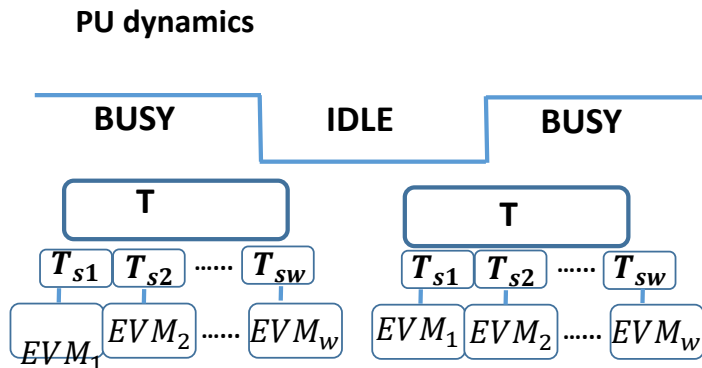 PU dynamics
BUSY IDLE BUSY
T T
T_{s1} T_{s2} ...... T_{sw} T_{s1} T_{s2} ...... T_{sw}
EVM_1 EVM_2 ...... EVM_w EVM_1 EVM_2 ...... EVM_w